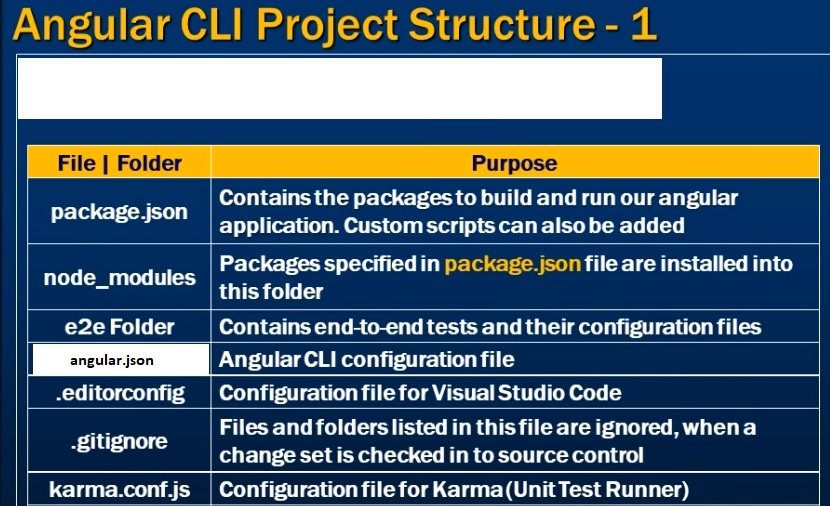 Angular CLI Project Structure - 1
File | Folder
Purpose
package.json
Contains the packages to build and run our angular
application. Custom scripts can also be added
node_modules
Packages specified in package.json file are installed into
this folder
e2e Folder
Contains end-to-end tests and their configuration files
angular.json
Angular CLI configuration file
.editorconfig
Configuration file for Visual Studio Code
.gitignore
Files and folders listed in this file are ignored, when a
change set is checked in to source control
karma.conf.js
Configuration file for Karma (Unit Test Runner)